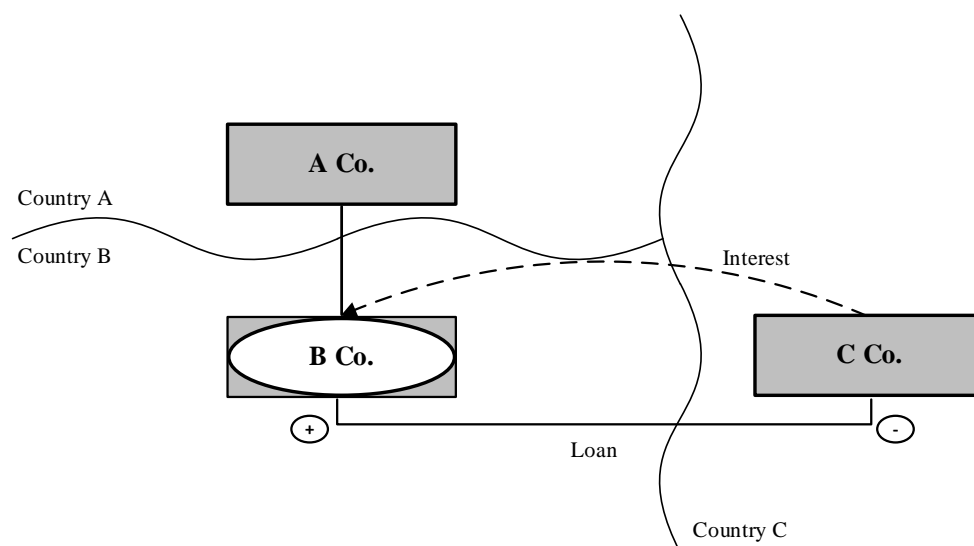 A Co.
Country A
Country B
Interest
B Co.
C Co.
+
-
Loan
Country C